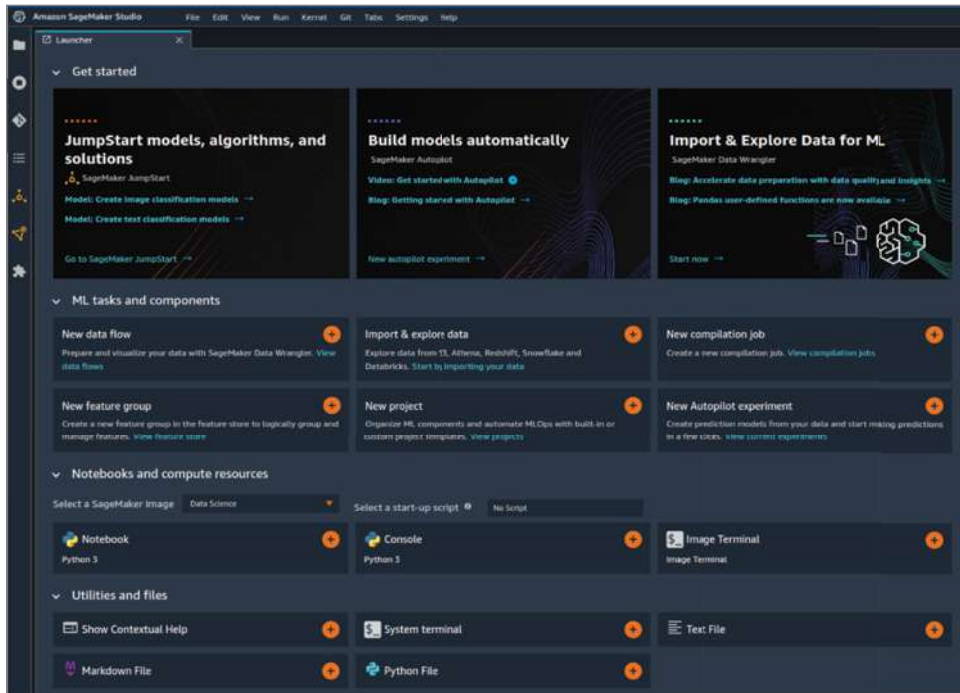 Amazon SageMaker Studio File Edit View Run Kernel Git Tabs Settings Help
Launcher
Get started
JumpStart models, algorithms, and
solutions
SageMaker JumpStart
Model: Create image classification models →
Model: Create text classification models →
Go to SageMaker JumpStart →
Build models automatically
SageMaker Autopilot
Video: Get started with Autopilot
Blog: Getting started with Autopilot →
New autopilot experiment →
Import & Explore Data for ML
SageMaker Data Wrangler
Blog: Accelerate data preparation with data quality and insights →
Blog: Pandas user-defined functions are now available →
Start now →
ML tasks and components
New data flow
Prepare and visualize your data with SageMaker Data Wrangler. View
data flows
Import & explore data
Explore data from S3, Athena, Redshift, Snowflake and
Databricks. Start by importing your data
New compilation job
Create a new compilation job. View compilation jobs
New feature group
Create a new feature group in the feature store to logically group and
manage features. View feature store
New project
Organize ML components and automate MLOps with built-in or
custom project templates. View projects
New Autopilot experiment
Create prediction models from your data and start making predictions
in a few clicks. View current experiments
Notebooks and compute resources
Select a SageMaker image Data Science
Select a start-up script No Script
Notebook
Python 3
Console
Python 3
$_ Image Terminal
Image Terminal
Utilities and files
Show Contextual Help
$_ System terminal
Text File
Markdown File
Python File